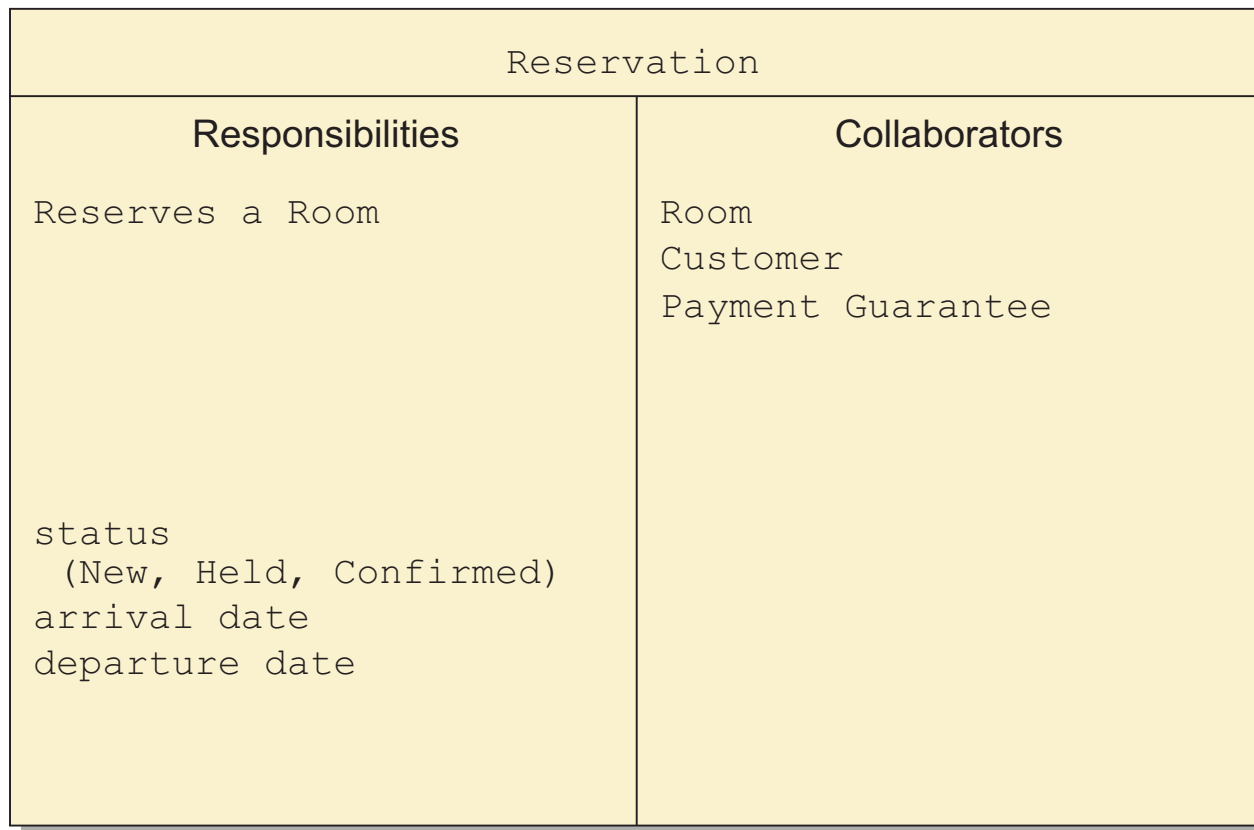 Reservation
Responsibilities
Reserves a Room
status
(New, Held, Confirmed)
arrival date
departure date
Collaborators
Room
Customer
Payment Guarantee